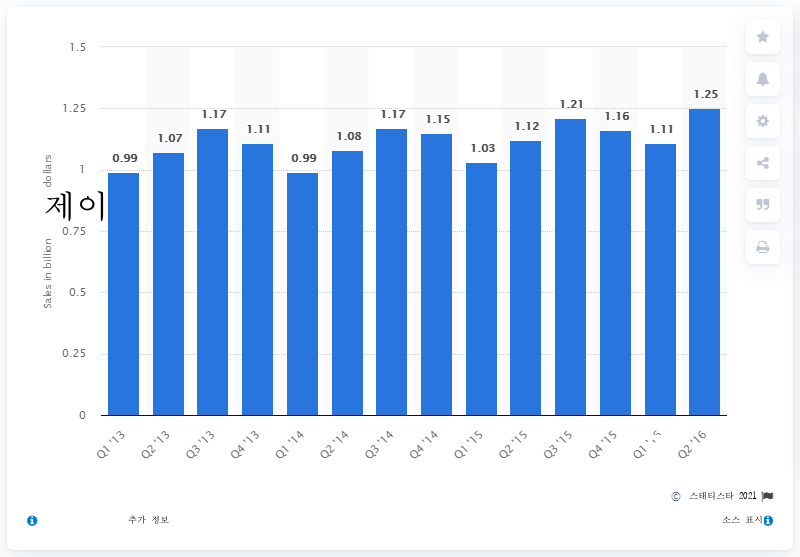 1.5
1.25
1
0.75
0.5
0.25
0
Sales in billion
제이
dollars
0.99
1.07
1.17
1.11
0.99
1.08
1.17
1.15
1.03
1.12
1.21
1.16
1.11
1.25
Q1 '13
Q2 '13
Q3 '13
Q4 '13
Q1 '14
Q2 '14
Q3 '14
Q4 '14
Q1 '15
Q2 '15
Q3 '15
Q4 '15
Q1
Q2 '16
© 스태티스타 2021
추가 정보
소스 표시